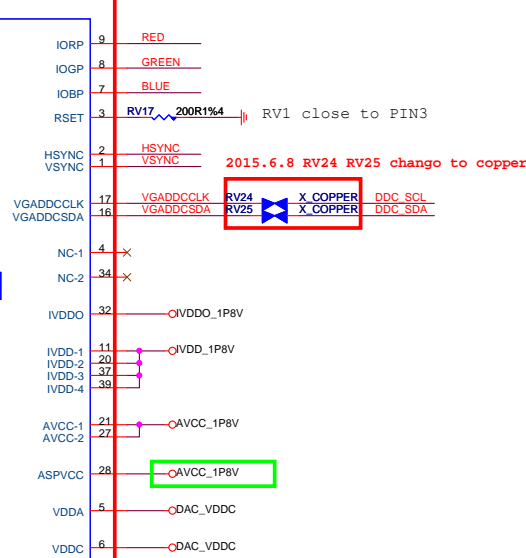 IORP 9 RED
IOGP 8 GREEN
IOBP 7 BLUE
RSET 3 RV17 200R1%4 RV1 close to PIN3
HSYNC 2 HSYNC
VSYNC 1 VSYNC
2015.6.8 RV24 RV25 chango to copper
VGADDCCLK 17 VGADDCCLK RV24 X_COPPER DDC_SCL
VGADDCSDA 16 VGADDCSDA RV25 X_COPPER DDC_SDA
NC-1 4
NC-2 34
IVDDO 32 IVDDO_1P8V
IVDD-1 11 IVDD_1P8V
IVDD-2 20
IVDD-3 37
IVDD-4 39
AVCC-1 21 AVCC_1P8V
AVCC-2 27
ASPVCC 28 AVCC_1P8V
VDDA 5 DAC_VDDC
VDDC 6 DAC_VDDC